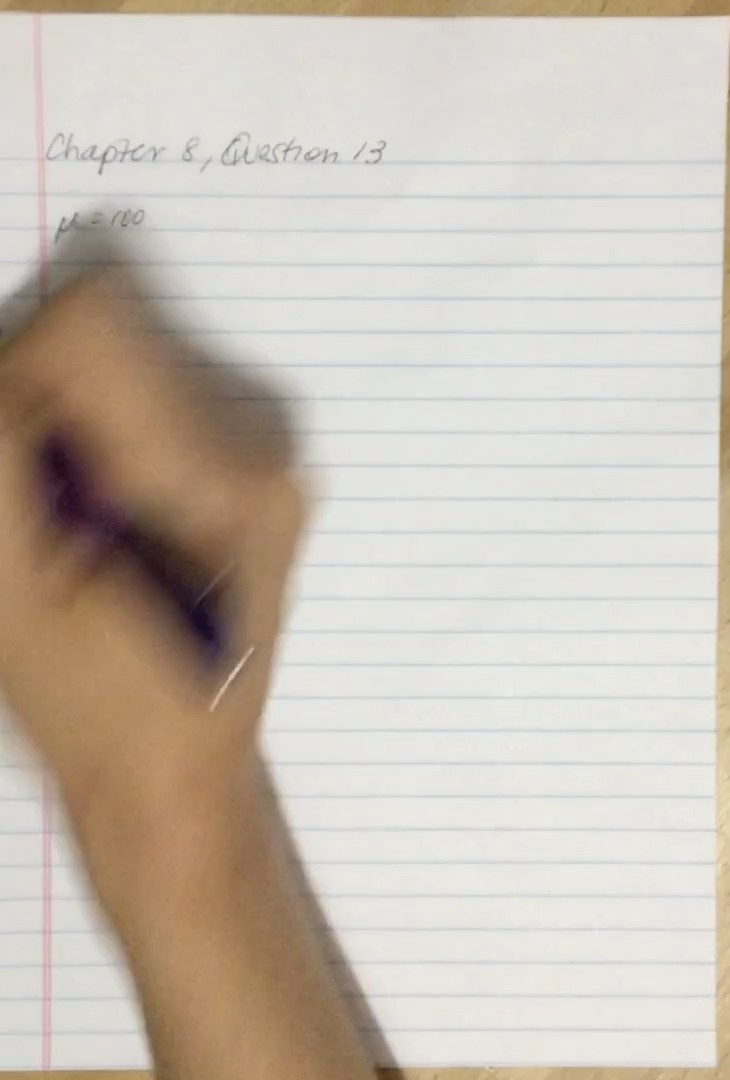 Chapter 8, Question 13
μ = 100